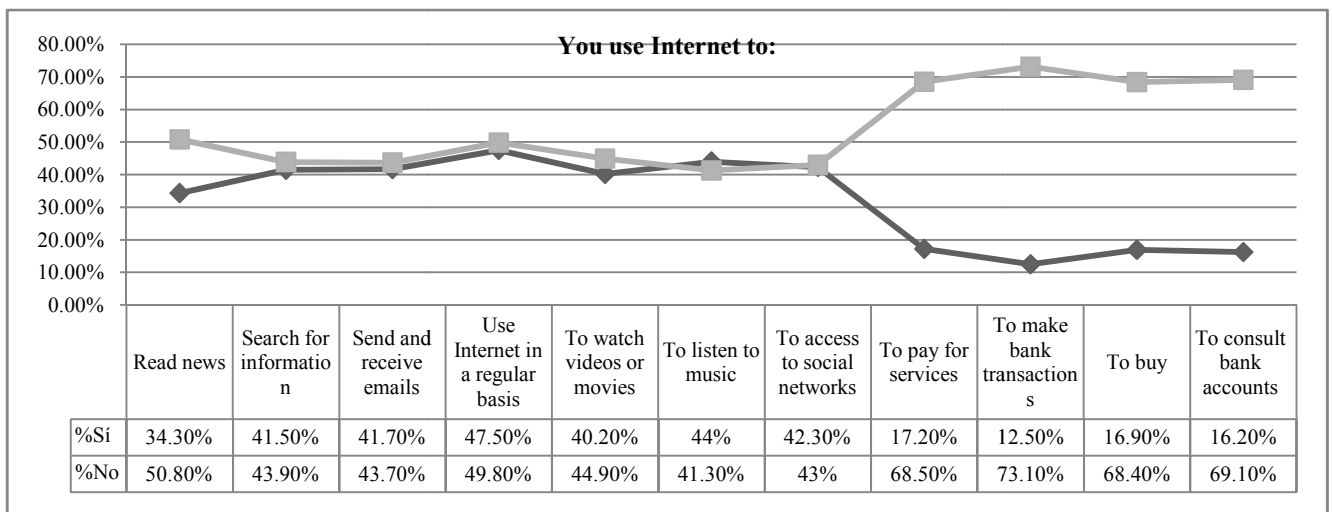 You use Internet to:
80.00%
70.00%
60.00%
50.00%
40.00%
30.00%
20.00%
10.00%
0.00%
Read news
Search for
informatio
n
Send and
receive
emails
Use
Internet in
a regular
basis
To watch
videos or
movies
To listen to
music
To access
to social
networks
To pay for
services
To make
bank
transaction
s
To buy
To consult
bank
accounts
%Sí 34.30% 41.50% 41.70% 47.50% 40.20% 44% 42.30% 17.20% 12.50% 16.90% 16.20%
%No 50.80% 43.90% 43.70% 49.80% 44.90% 41.30% 43% 68.50% 73.10% 68.40% 69.10%